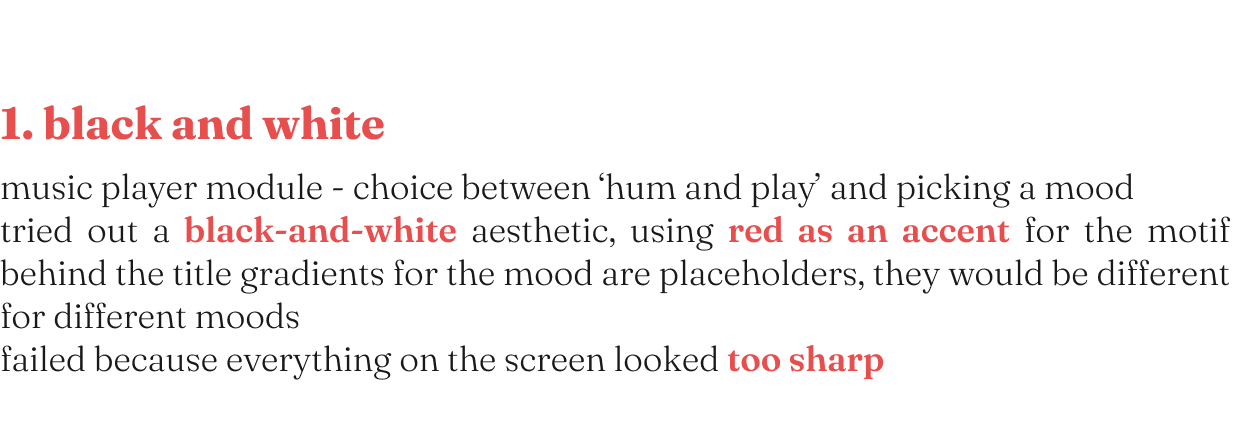 1. black and white
music player module - choice between ‘hum and play’ and picking a mood
tried out a black-and-white aesthetic, using red as an accent for the motif
behind the title gradients for the mood are placeholders, they would be different
for different moods
failed because everything on the screen looked too sharp